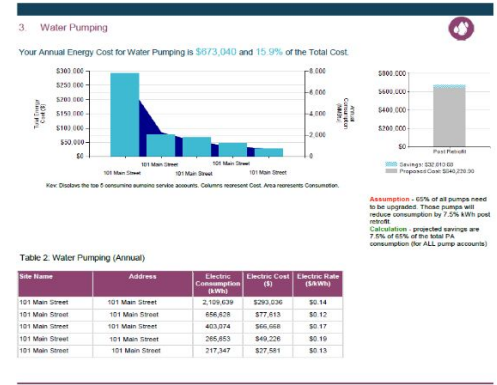 3 Water Pumping
Your Annual Energy Cost for Water Pumping is $673,040 and 15.9% of the Total Cost.
Total Energy
Cost ($)
$300,000
$250,000
$200,000
$150,000
$100,000
$50,000
$0
8,000
6,000
4,000
2,000
0
Annual
Consumption
(MMBtu)
101 Main Street
101 Main Street
101 Main Street
101 Main Street
101 Main Street
Key: Displays the top 5 consuming pumping service accounts. Columns represent Cost. Area represents Consumption.
$800,000
$600,000
$400,000
$200,000
$0
Post Retrofit
Proposed Cost:
Assumption - 65% of all pumps need
to be upgraded. Those pumps will
reduce consumption by 7.5% kWh post
retrofit
Calculation - projected savings are
7.5% of 65% of the total PA
consumption (for ALL pump accounts)
Table 2. Water Pumping (Annual)
Site Name Address Electric Consumption (kWh) Electric Cost ($) Electric Rate ($/kWh)
101 Main Street 101 Main Street 2,109,639 $293,036 $0.14
101 Main Street 101 Main Street 656,628 $77,613 $0.12
101 Main Street 101 Main Street 403,074 $66,668 $0.17
101 Main Street 101 Main Street 265,653 $49,226 $0.19
101 Main Street 101 Main Street 217,347 $27,581 $0.13